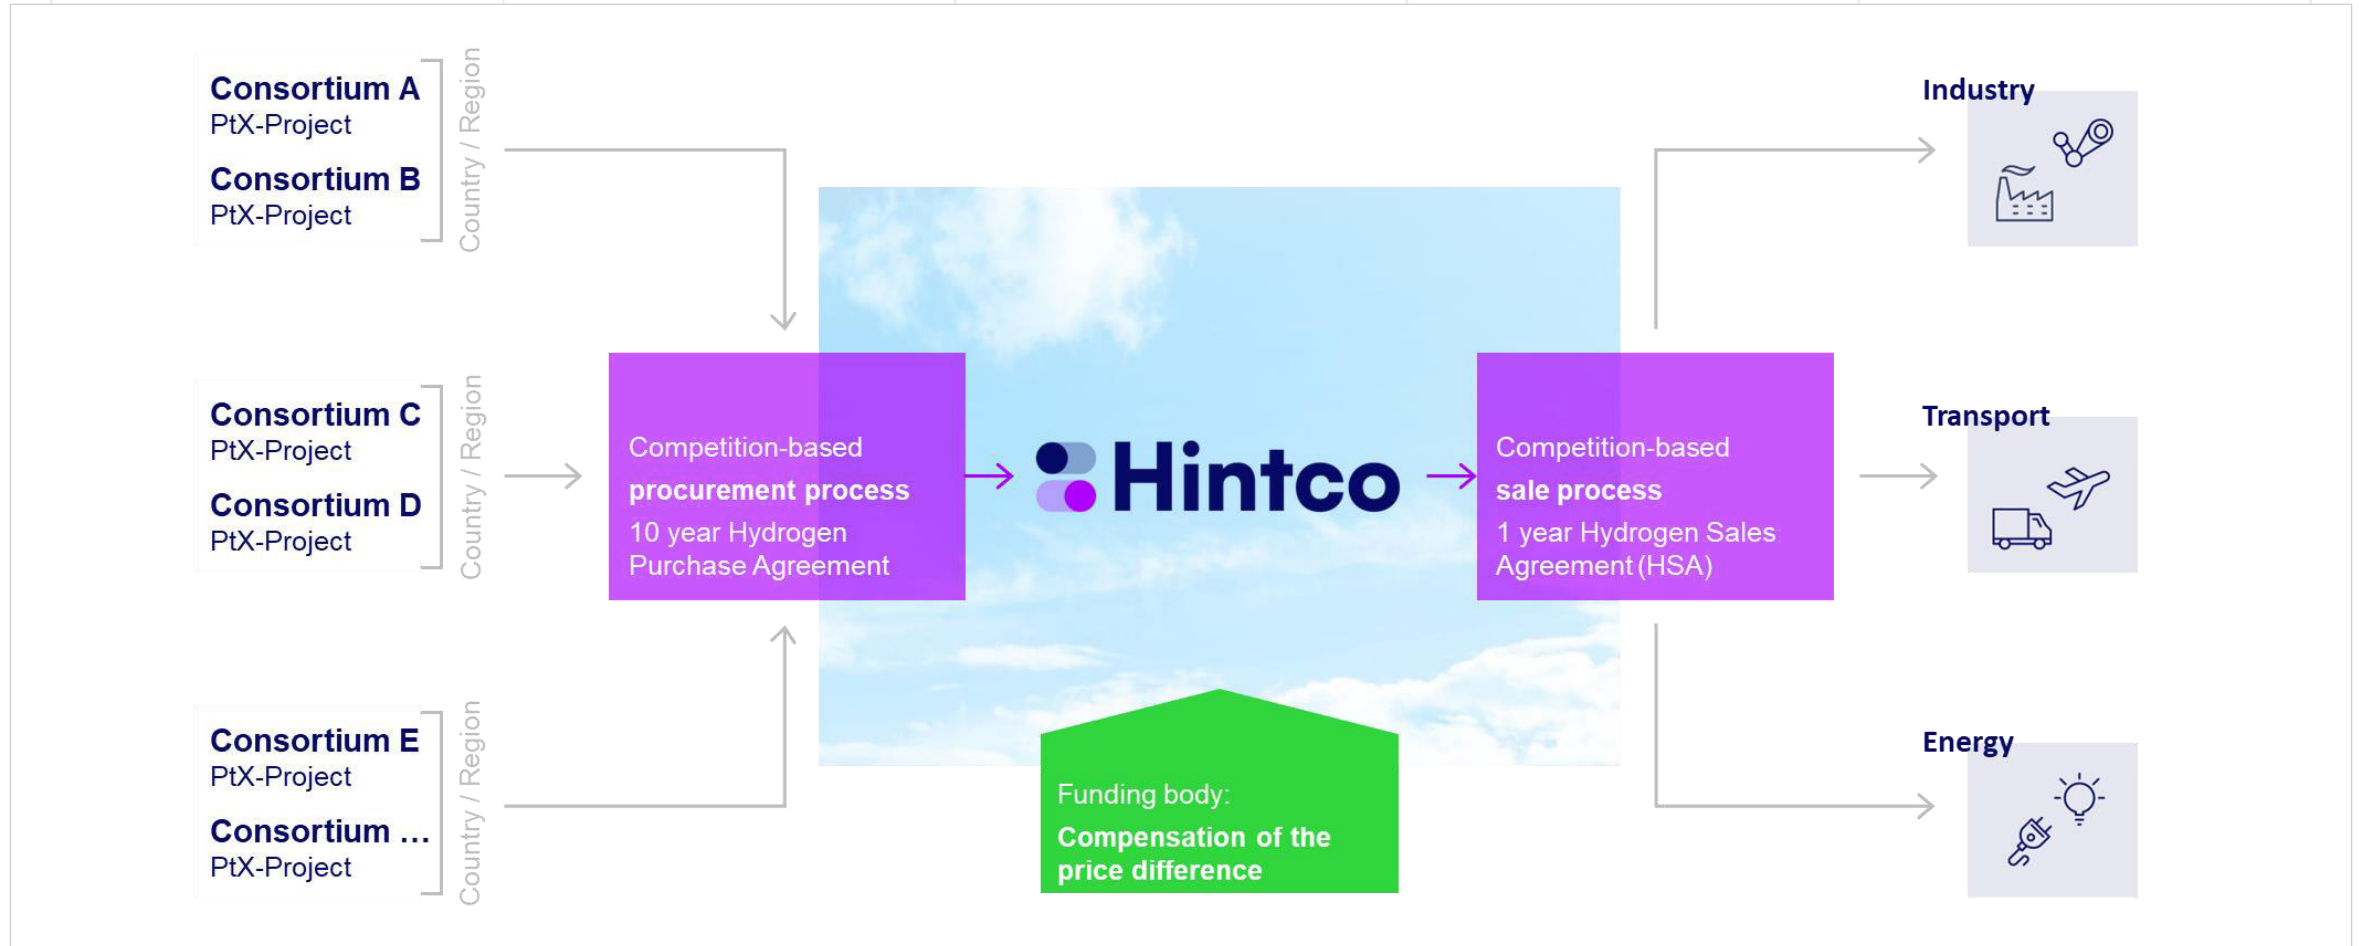 Consortium A
PtX-Project
Consortium B
PtX-Project
Country / Region
Consortium C
PtX-Project
Consortium D
PtX-Project
Country / Region
Consortium E
PtX-Project
Consortium ...
PtX-Project
Country / Region
Competition-based
procurement process
10 year Hydrogen
Purchase Agreement
Hintco
Competition-based
sale process
1 year Hydrogen Sales
Agreement (HSA)
Funding body:
Compensation of the
price difference
Industry
Transport
Energy